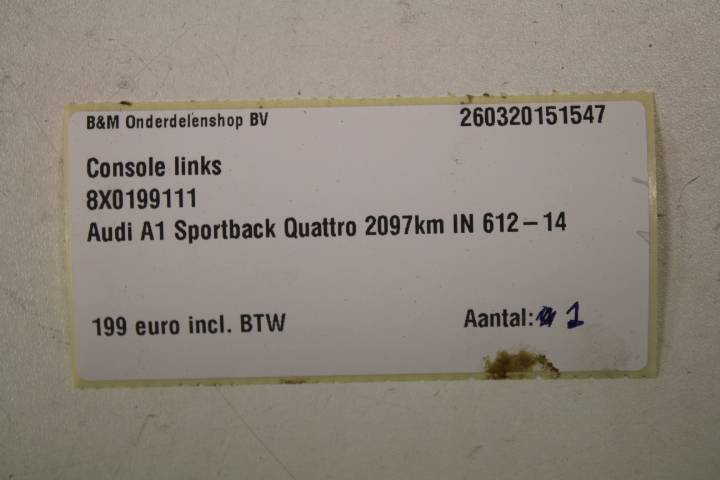 B&M Onderdelenshop BV 260320151547
Console links
8X0199111
Audi A1 Sportback Quattro 2097km IN 612-14
199 euro incl. BTW Aantal: 1